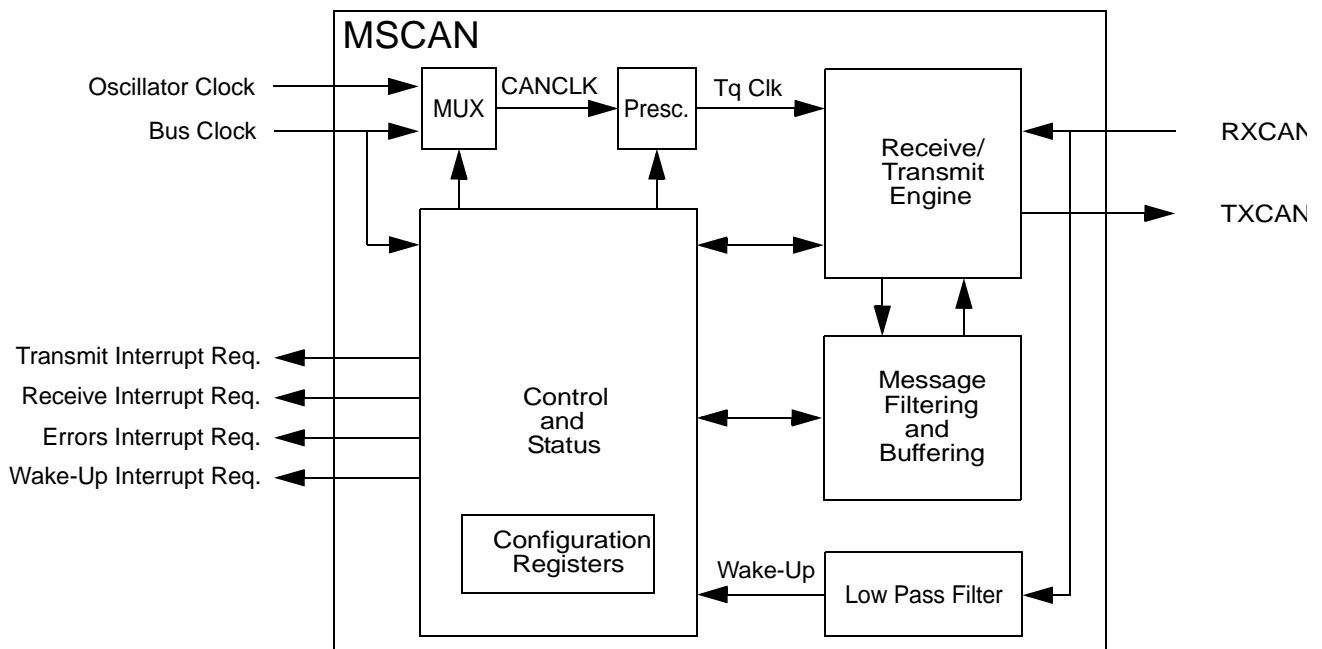 MSCAN
Oscillator Clock
Bus Clock
MUX
CANCLK
Presc.
Tq Clk
Receive/
Transmit
Engine
RXCAN
TXCAN
Transmit Interrupt Req.
Receive Interrupt Req.
Errors Interrupt Req.
Wake-Up Interrupt Req.
Control
and
Status
Message
Filtering
and
Buffering
Configuration
Registers
Wake-Up
Low Pass Filter